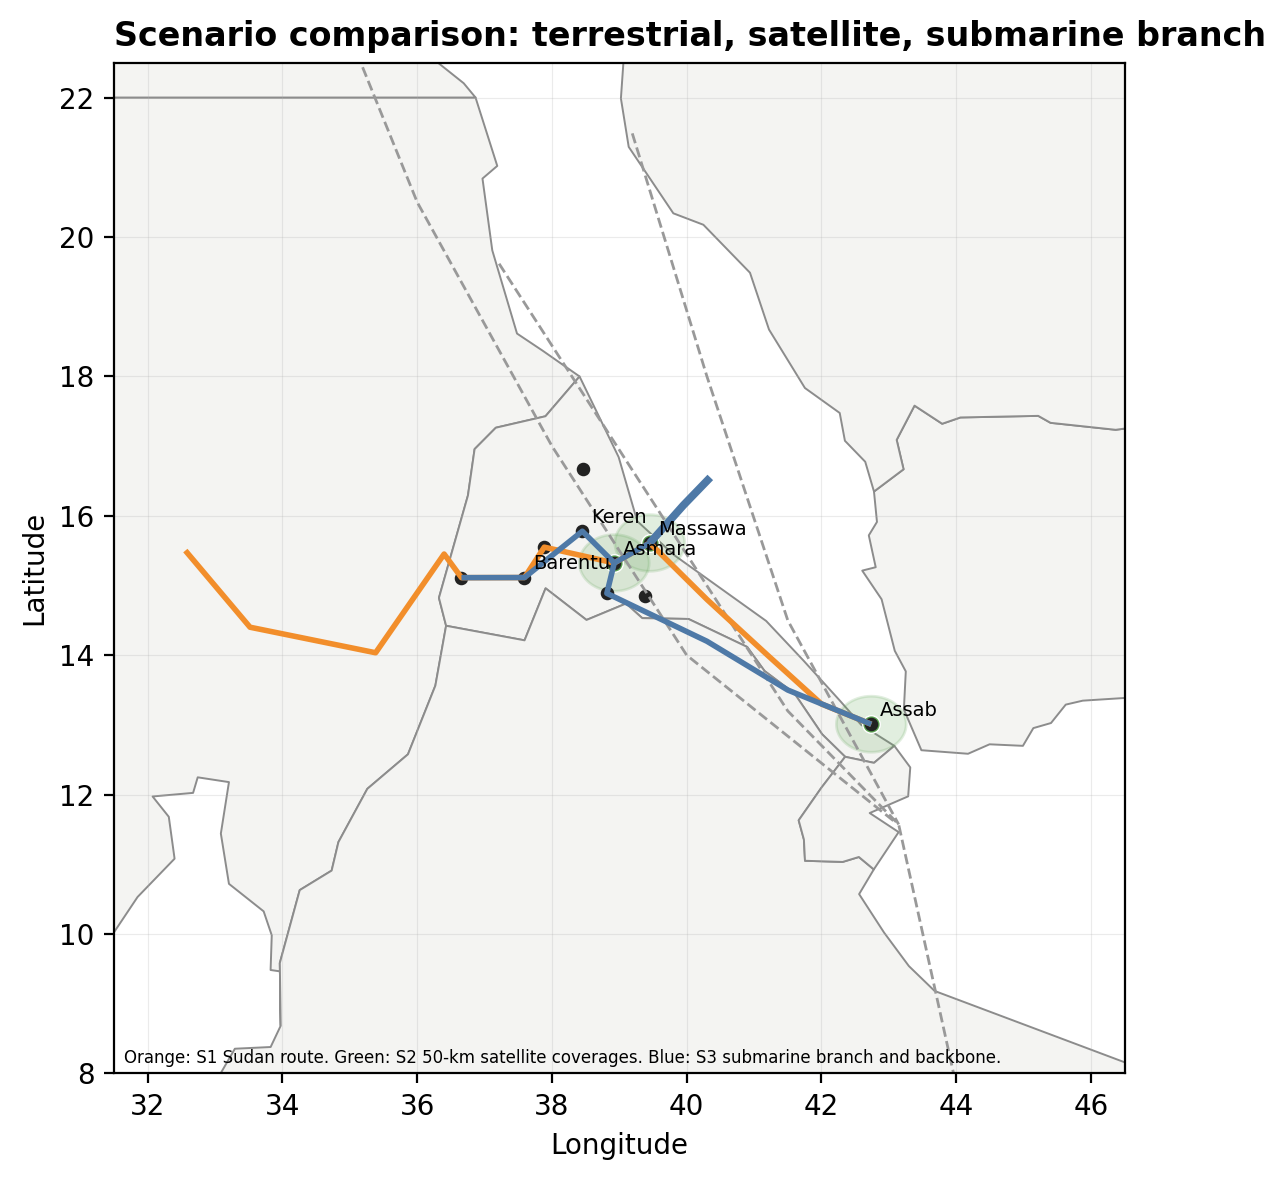 Scenario comparison: terrestrial, satellite, submarine branch
22
20
18
16
14
12
10
8
Latitude
Keren
Massawa
Asmara
Barentu
Assab
Orange: S1 Sudan route. Green: S2 50-km satellite coverages. Blue: S3 submarine branch and backbone.
32
34
36
38
40
42
44
46
Longitude